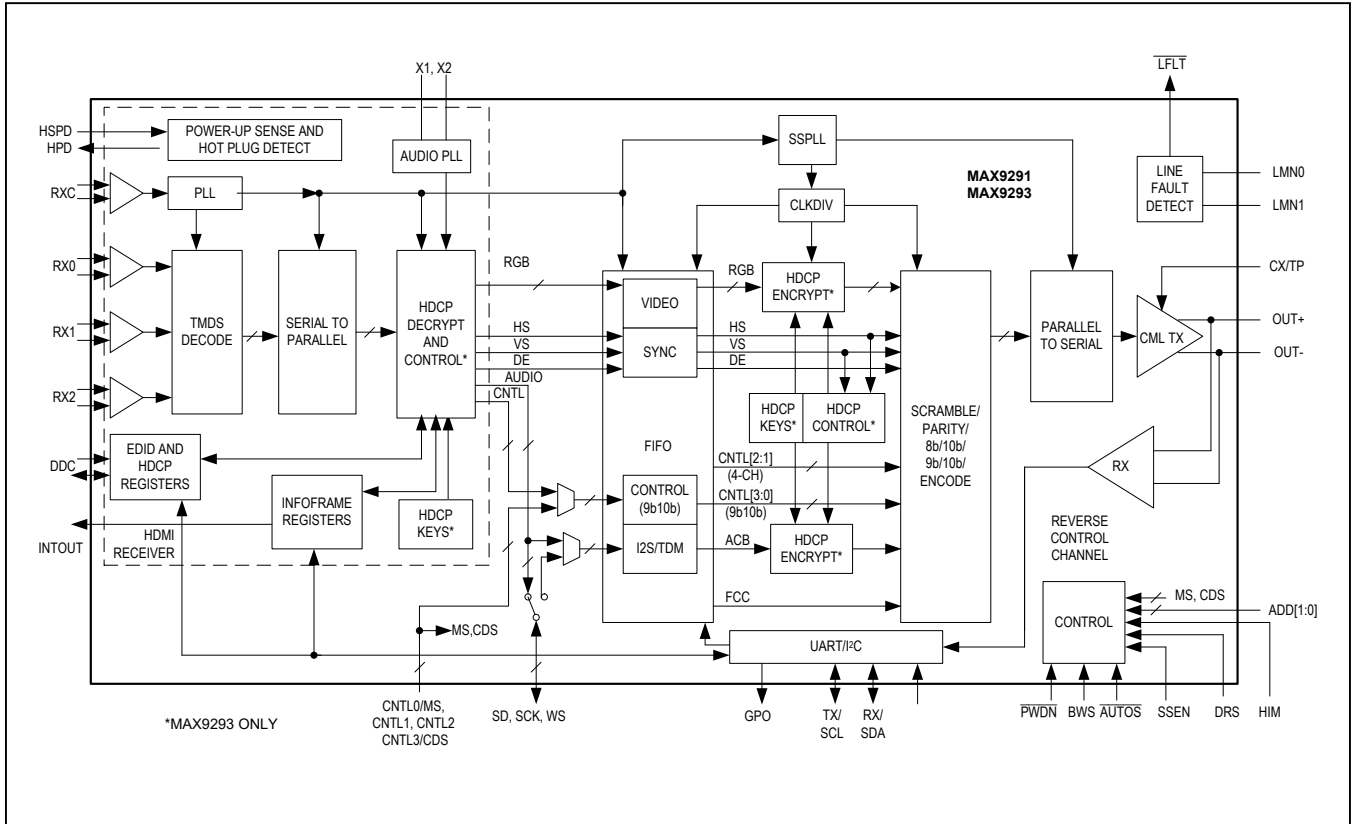 X1, X2
LFLT
HSPD
HPD
POWER-UP SENSE AND
HOT PLUG DETECT
AUDIO PLL
SSPLL
MAX9291
MAX9293
LINE
FAULT
DETECT
LMN0
LMN1
RXC
PLL
CLKDIV
RX0
RX1
RX2
TMDS
DECODE
SERIAL TO
PARALLEL
HDCP
DECRYPT
AND
CONTROL*
RGB
HS
VS
DE
AUDIO
CNTL
VIDEO
SYNC
RGB
HS
VS
DE
HDCP
ENCRYPT*
HDCP
KEYS*
HDCP
CONTROL*
SCRAMBLE/
PARITY/
8b/10b/
9b/10b/
ENCODE
PARALLEL
TO SERIAL
CML TX
CX/TP
OUT+
OUT-
RX
REVERSE
CONTROL
CHANNEL
DDC
EDID AND
HDCP
REGISTERS
INFOFRAME
REGISTERS
HDCP
KEYS*
INTOUT
HDMI
RECEIVER
FIFO
CONTROL
(9b10b)
I2S/TDM
CNTL[2:1]
(4-CH)
CNTL[3:0]
(9b10b)
ACB
HDCP
ENCRYPT*
FCC
MS,CDS
UART/I²C
CONTROL
MS, CDS
ADD[1:0]
*MAX9293 ONLY
CNTL0/MS,
CNTL1, CNTL2
CNTL3/CDS
SD, SCK, WS
GPO
TX/
SCL
RX/
SDA
PWDN
BWS
AUTOS
SSEN
DRS
HIM